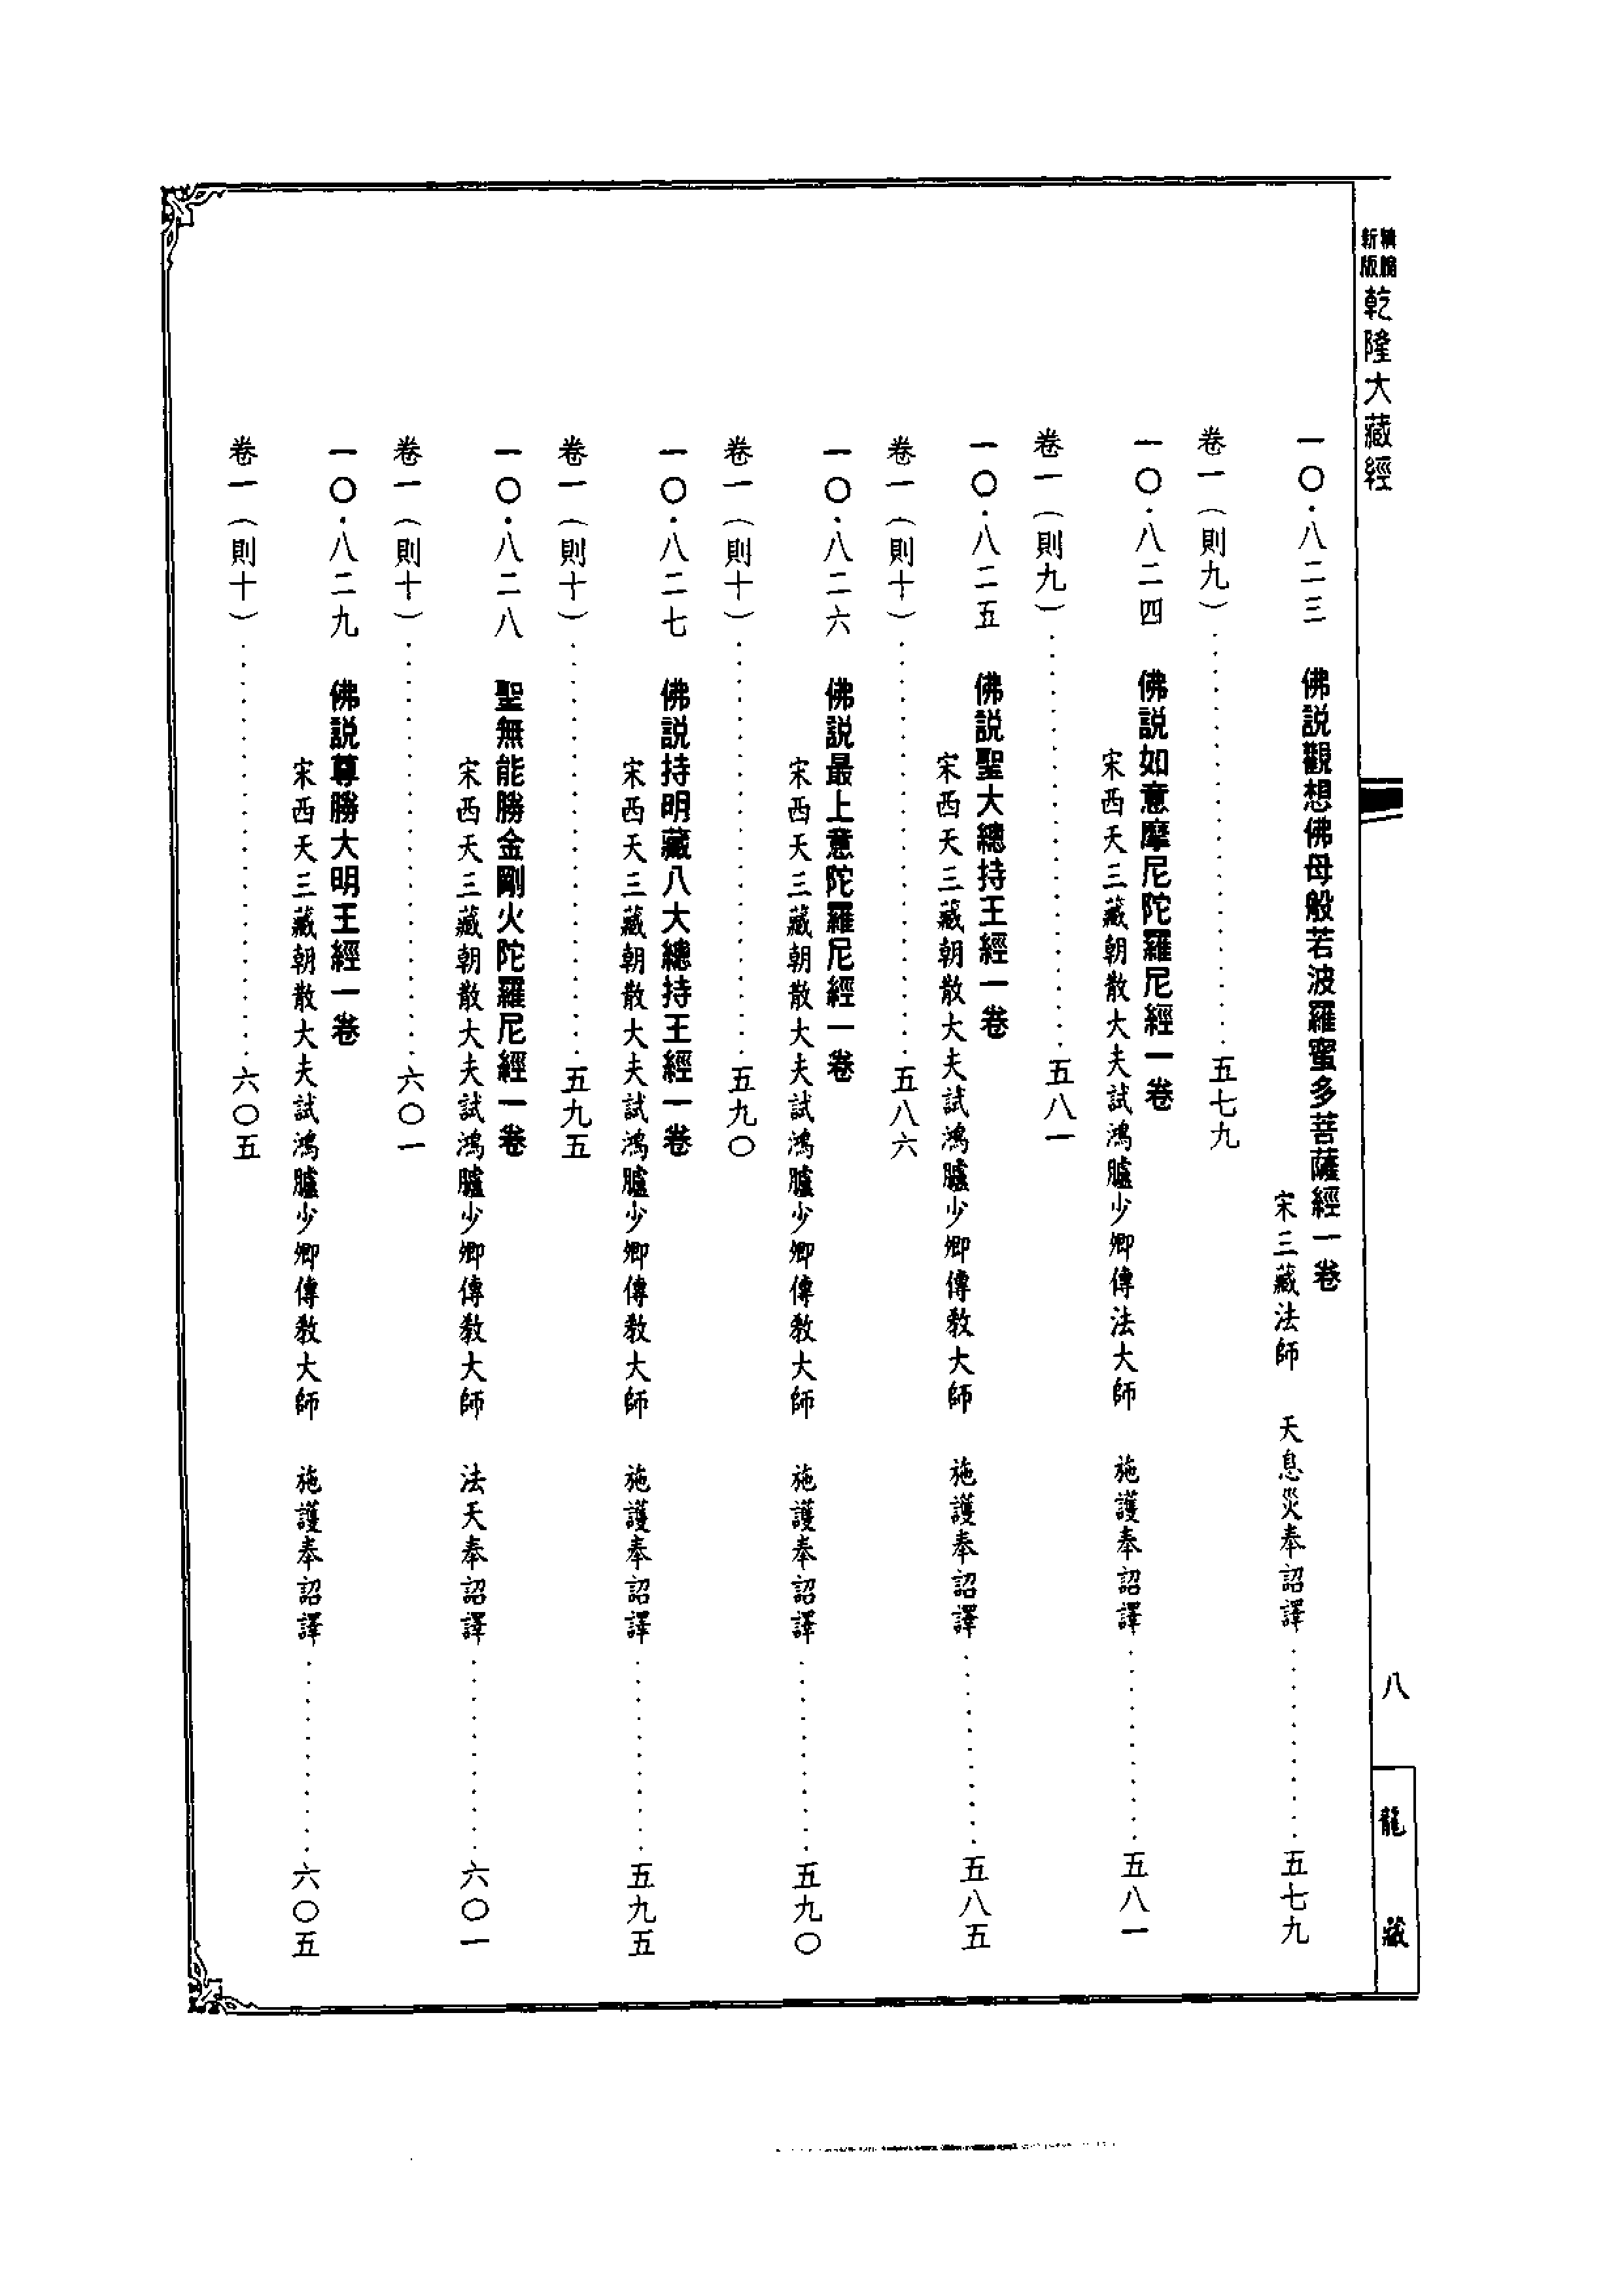 精編
新版
乾隆大藏經
八
龍藏
一〇·八二三 佛説觀想佛母般若波羅蜜多菩薩經一卷
宋三藏法師 天息災奉詔譯…………五七九
卷一(則九)…………五七九
一〇·八二四 佛説如意摩尼陀羅尼經一卷
宋西天三藏朝散大夫試鴻臚少卿傳法大師 施護奉詔譯…………五八一
卷一(則九)…………五八一
一〇·八二五 佛説聖大總持王經一卷
宋西天三藏朝散大夫試鴻臚少卿傳教大師 施護奉詔譯…………五八五
卷一(則十)…………五八六
一〇·八二六 佛説最上意陀羅尼經一卷
宋西天三藏朝散大夫試鴻臚少卿傳教大師 施護奉詔譯…………五九〇
卷一(則十)…………五九〇
一〇·八二七 佛説持明藏八大總持王經一卷
宋西天三藏朝散大夫試鴻臚少卿傳教大師 施護奉詔譯…………五九五
卷一(則十)…………五九五
一〇·八二八 聖無能勝金剛火陀羅尼經一卷
宋西天三藏朝散大夫試鴻臚少卿傳教大師 法天奉詔譯…………六〇一
卷一(則十)…………六〇一
一〇·八二九 佛説尊勝大明王經一卷
宋西天三藏朝散大夫試鴻臚少卿傳教大師 施護奉詔譯…………六〇五
卷一(則十)…………六〇五